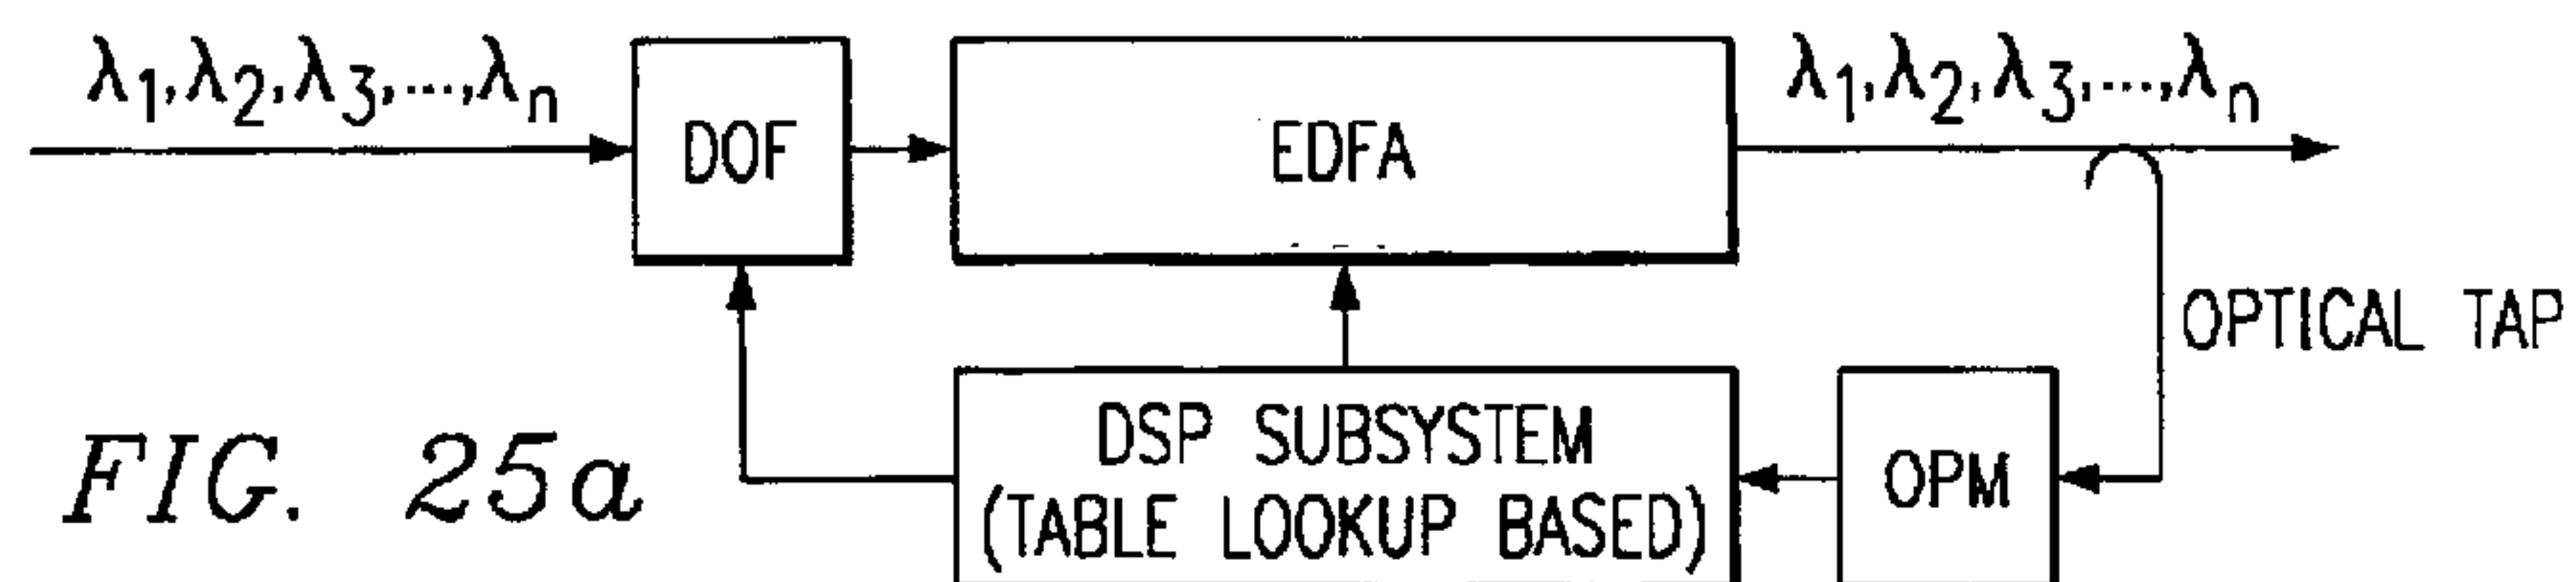 λ1,λ2,λ3,...,λn
DOF
EDFA
λ1,λ2,λ3,...,λn
OPTICAL TAP
DSP SUBSYSTEM
(TABLE LOOKUP BASED)
OPM
FIG. 25a